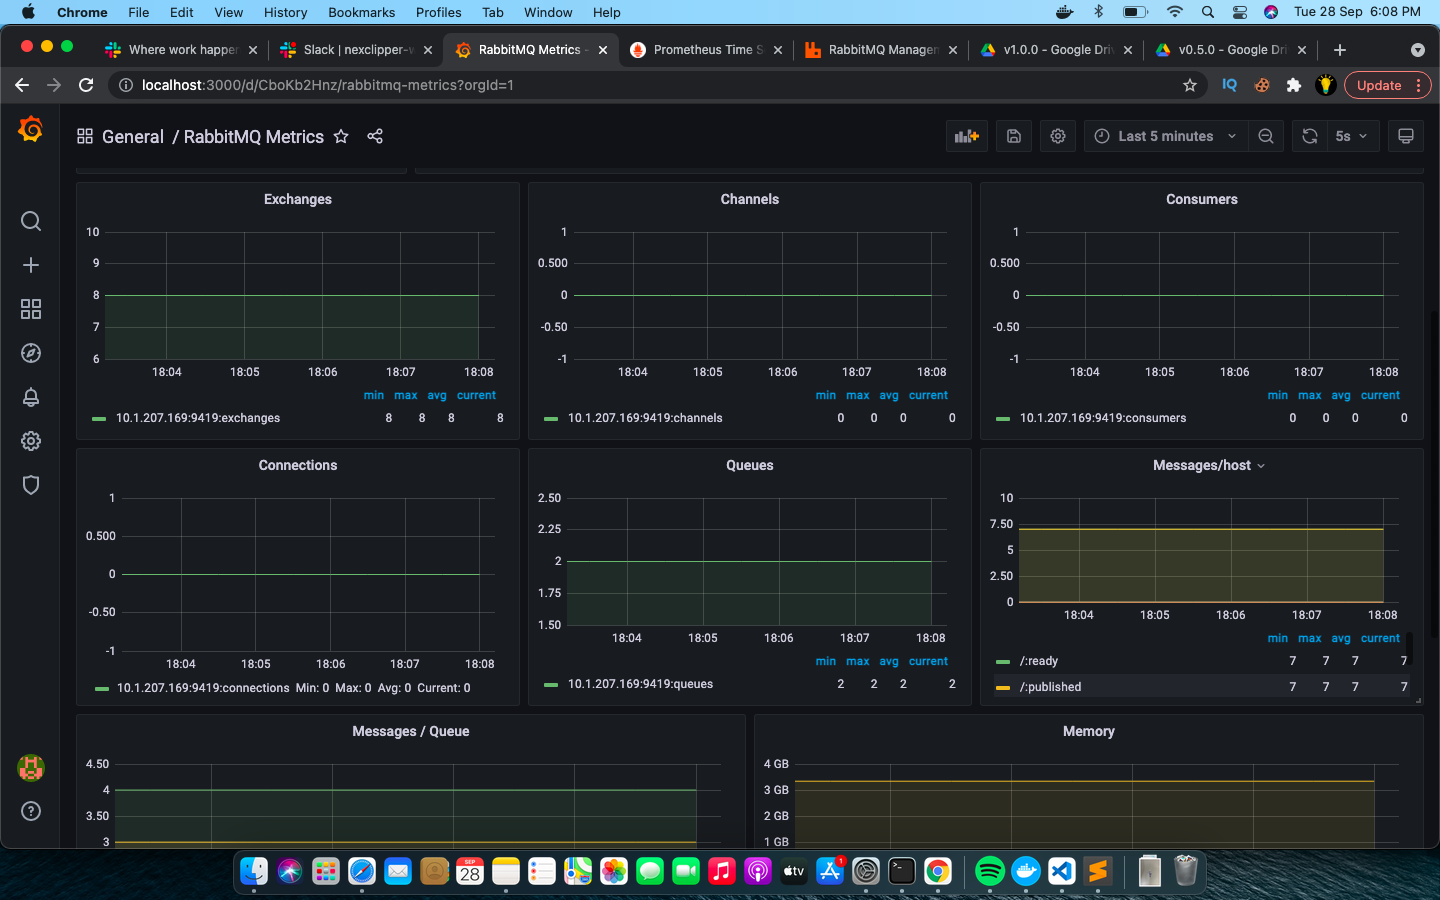 Chrome File Edit View History Bookmarks Profiles Tab Window Help Tue 28 Sep 6:08 PM
Where work happen Slack | nexclipper-w RabbitMQ Metrics - Prometheus Time S RabbitMQ Managem v1.0.0 - Google Driv v0.5.0 - Google Dri
localhost:3000/d/CboKb2Hnz/rabbitmq-metrics?orgId=1 IQ Update
General / RabbitMQ Metrics Last 5 minutes 5s
Exchanges
10
9
8
7
6
18:04 18:05 18:06 18:07 18:08
min max avg current
10.1.207.169:9419:exchanges 8 8 8 8
Channels
1
0.500
0
-0.50
-1
18:04 18:05 18:06 18:07 18:08
min max avg current
10.1.207.169:9419:channels 0 0 0 0
Consumers
1
0.500
0
-0.50
-1
18:04 18:05 18:06 18:07 18:08
min max avg current
10.1.207.169:9419:consumers 0 0 0 0
Connections
1
0.500
0
-0.50
-1
18:04 18:05 18:06 18:07 18:08
10.1.207.169:9419:connections Min: 0 Max: 0 Avg: 0 Current: 0
Queues
2.50
2.25
2
1.75
1.50
18:04 18:05 18:06 18:07 18:08
min max avg current
10.1.207.169:9419:queues 2 2 2 2
Messages/host
10
7.50
5
2.50
0
18:04 18:05 18:06 18:07 18:08
min max avg current
/:ready 7 7 7 7
/:published 7 7 7 7
Messages / Queue
4.50
4
3.50
3
Memory
4 GB
3 GB
2 GB
1 GB
SEP
28
tv
1